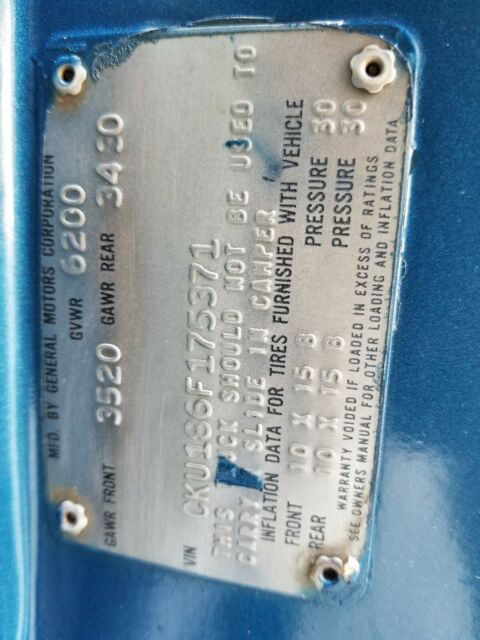 MFD. BY GENERAL MOTORS CORPORATION
GVWR 6200
GAWR FRONT 3520 GAWR REAR 3430
VIN CKU186F175371
THIS TRUCK SHOULD NOT BE USED TO
CARRY A SLIDE IN CAMPER
INFLATION DATA FOR TIRES FURNISHED WITH VEHICLE
FRONT 10 X 15 B PRESSURE 30
REAR 10 X 15 B PRESSURE 30
WARRANTY VOIDED IF LOADED IN EXCESS OF RATINGS
SEE OWNERS MANUAL FOR OTHER LOADING AND INFLATION DATA